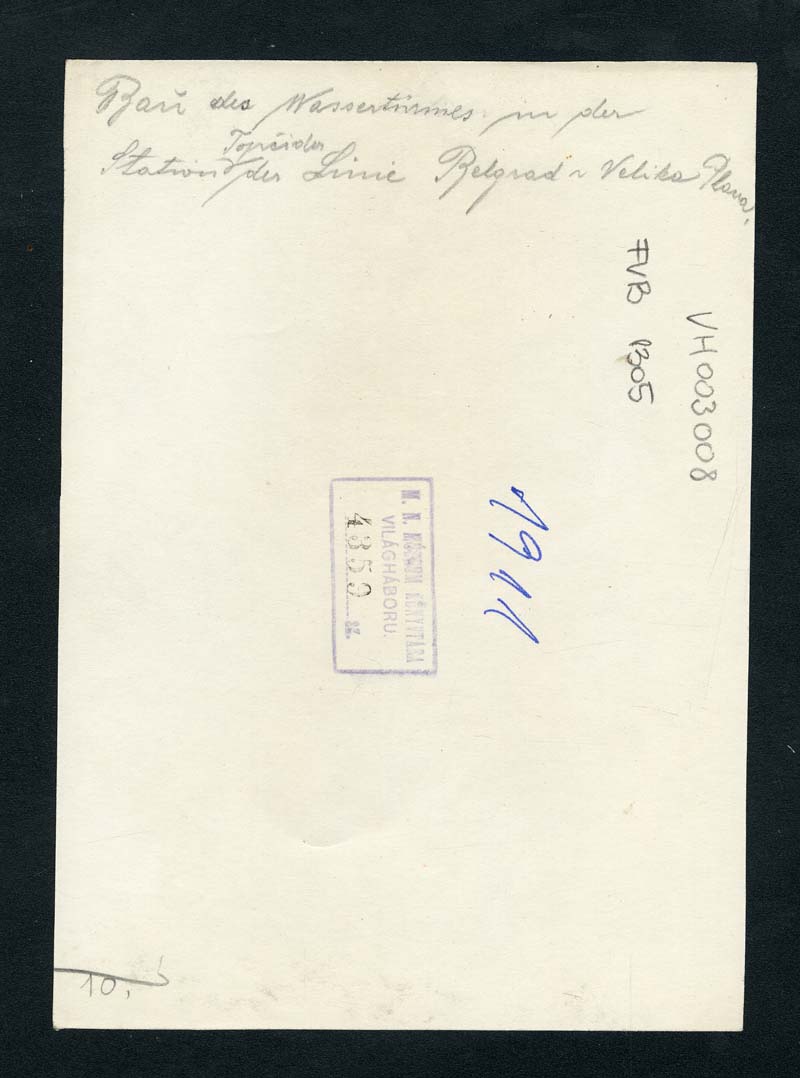 Bau des Wasserturmes in der
Topčider
Station der Linie Belgrad - Velika Plana.
FVB 1305
VH003008
1911
M. N. MÚZEUM KÖNYVTÁRA
VILÁGHÁBORU.
4359 sz.
10.